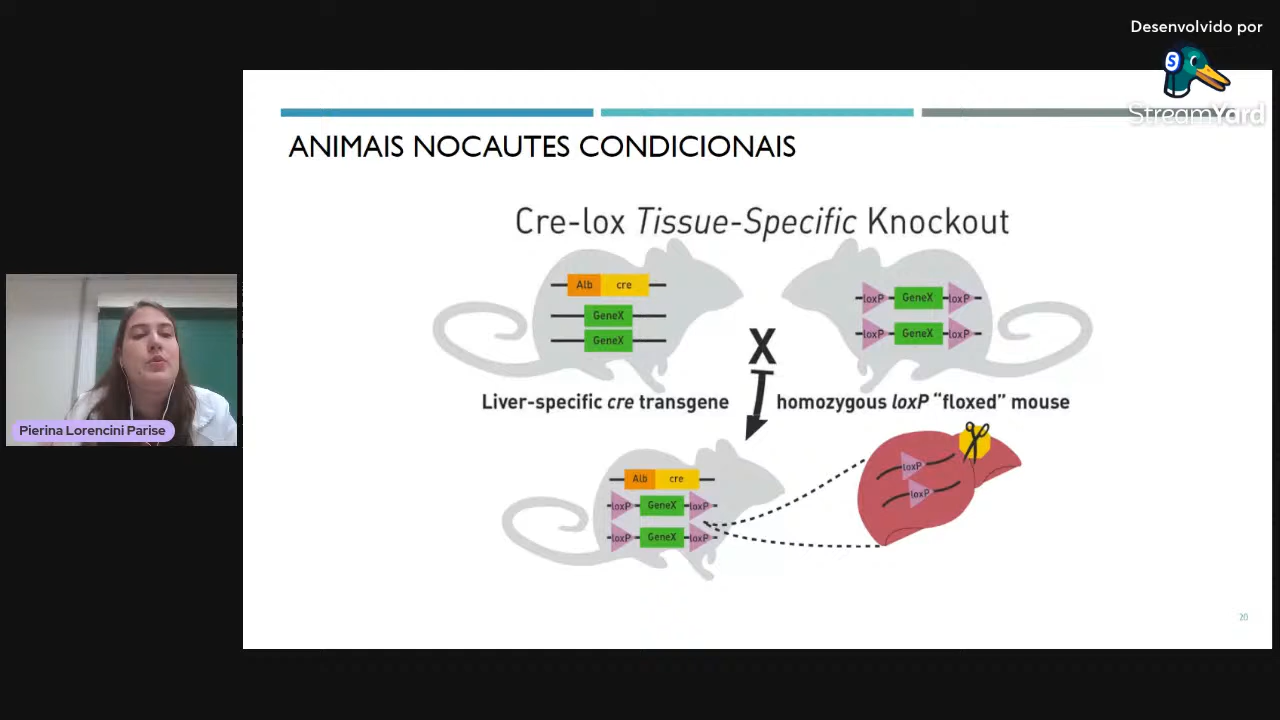 Desenvolvido por
S
StreamYard
ANIMAIS NOCAUTES CONDICIONAIS
Cre-lox Tissue-Specific Knockout
Alb cre
GeneX
GeneX
loxP GeneX loxP
loxP GeneX loxP
X
Liver-specific cre transgene
homozygous loxP “floxed” mouse
Pierina Lorencini Parise
Alb cre
loxP GeneX loxP
loxP GeneX loxP
loxP
loxP
20